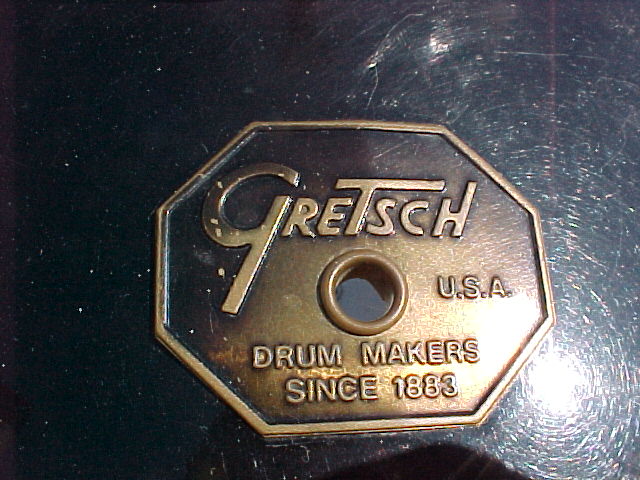 GRETSCH
U.S.A.
DRUM MAKERS
SINCE 1883